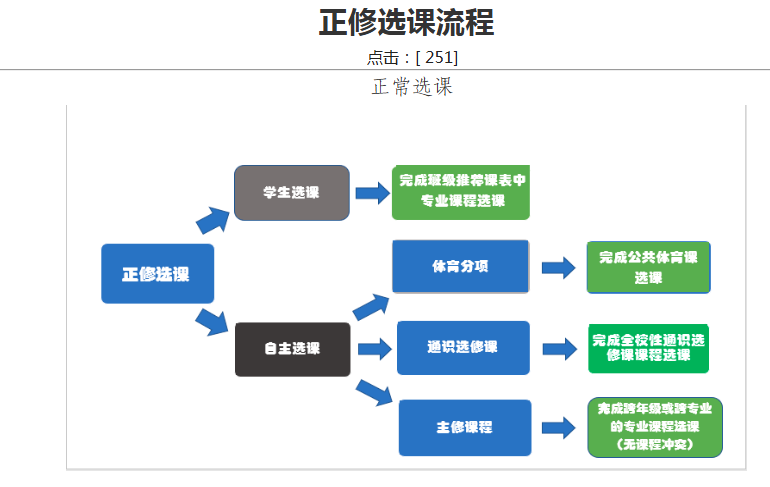 正修选课流程
点击：[ 251]
正常选课
学生选课
完成班级推荐课表中
专业课程选课
正修选课
体育分项
完成公共体育课
选课
自主选课
通识选修课
完成全校性通识选
修课课程选课
主修课程
完成跨年级或跨专业
的专业课程选课
（无课程冲突）